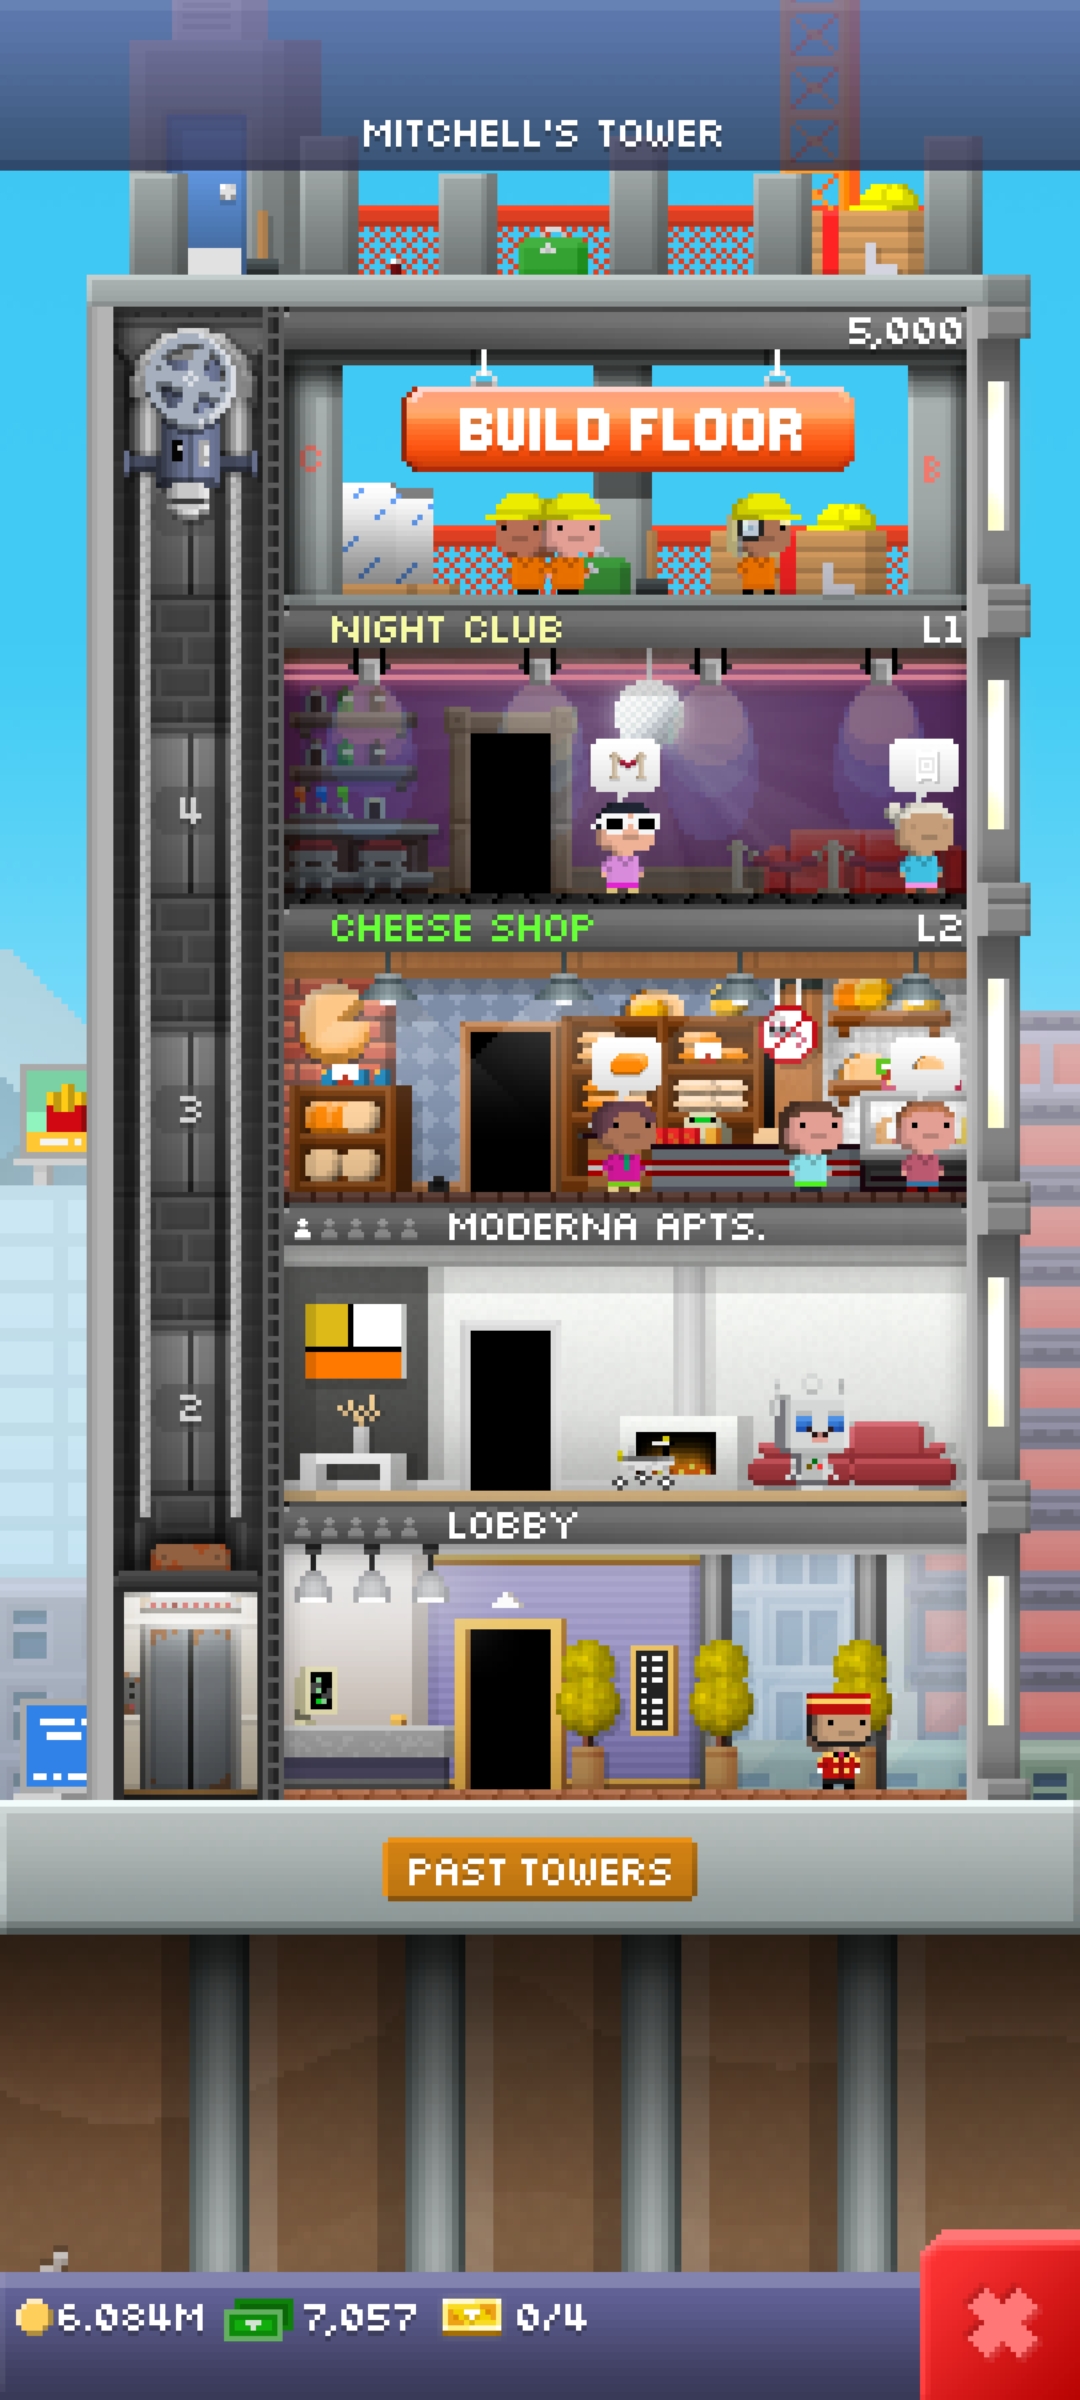 MITCHELL'S TOWER
5,000
BUILD FLOOR
C
B
NIGHT CLUB L1
M
4
CHEESE SHOP L2
3
MODERNA APTS.
2
LOBBY
PAST TOWERS
6.084M 7,057 0/4